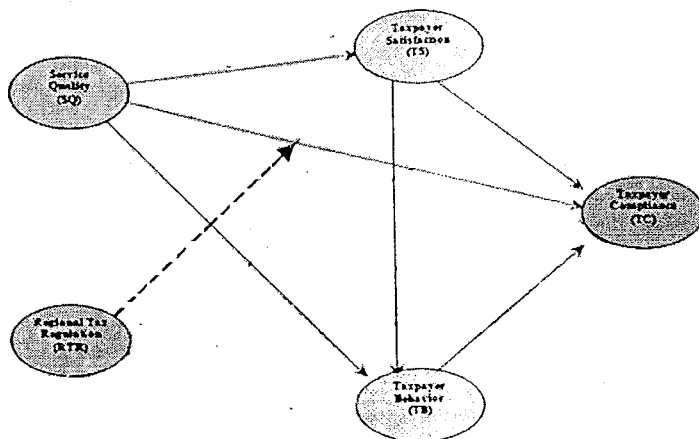 Taxpayer
Satisfaction
(TS)
Service
Quality
(SQ)
Taxpayer
Compliance
(TC)
Regional Tax
Regulation
(RTR)
Taxpayer
Behavior
(TB)